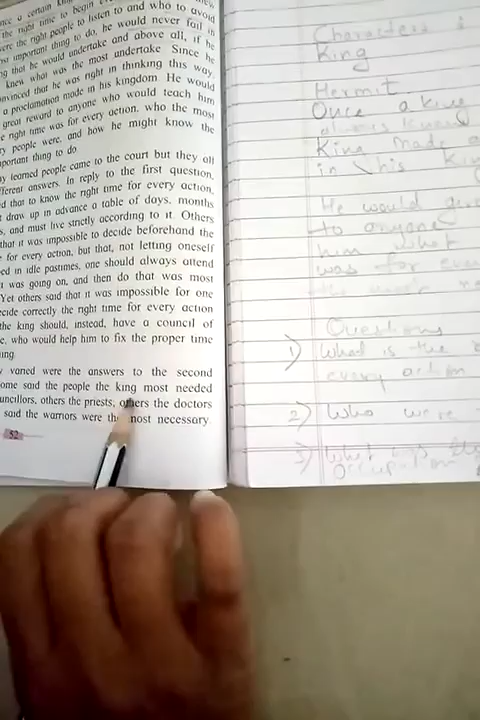 nce a certain
the right time to begin
were the right people to listen to and who to avoid
ost important thing to do, he would never fail in
ng that he would undertake and above all, if he
knew what was the most undertake Since he
onvinced that he was right in thinking this way,
a proclamation made in his kingdom. He would
great reward to anyone who would teach him
e right time was for every action, who the most
ry people were, and how he might know the
portant thing to do
y learned people came to the court but they all
fferent answers. In reply to the first question,
d that to know the right time for every action,
t draw up in advance a table of days, months
s, and must live strictly according to it. Others
that it was impossible to decide beforehand the
e for every action, but that, not letting oneself
ed in idle pastimes, one should always attend
t was going on, and then do that was most
Yet others said that it was impossible for one
ecide correctly the right time for every action
the king should, instead, have a council of
e, who would help him to fix the proper time
ing
y varied were the answers to the second
ome said the people the king most needed
uncillors, others the priests, others the doctors
said the warriors were the most necessary
52
Characters
King
Hermit
Once a king
always
King made a
in his Kin
He would give
to anyone
him what
was for eve
Questions
1) What is the
every action
2) Who were
3) What was the
Occupation